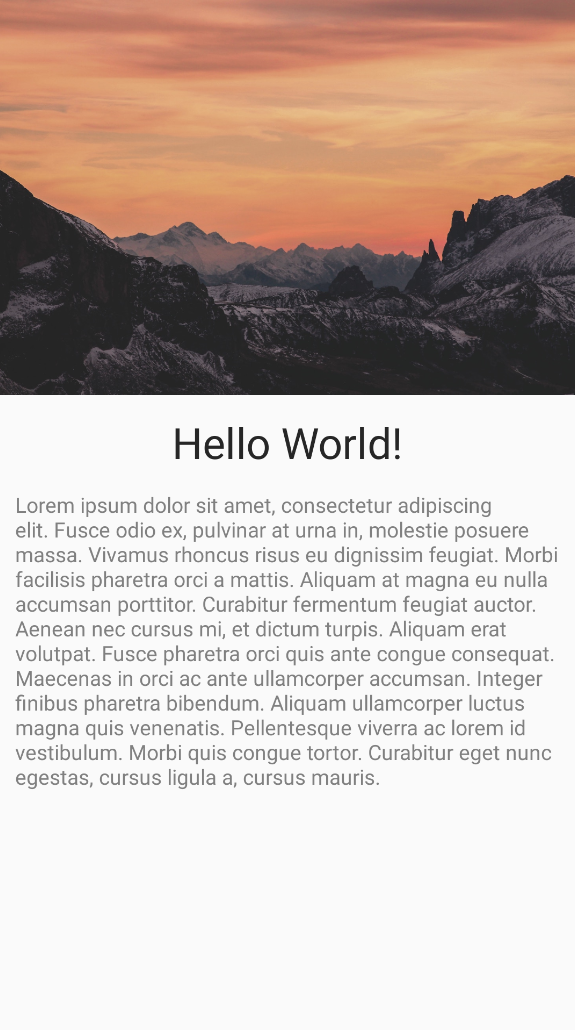 Hello World!
Lorem ipsum dolor sit amet, consectetur adipiscing
elit. Fusce odio ex, pulvinar at urna in, molestie posuere
massa. Vivamus rhoncus risus eu dignissim feugiat. Morbi
facilisis pharetra orci a mattis. Aliquam at magna eu nulla
accumsan porttitor. Curabitur fermentum feugiat auctor.
Aenean nec cursus mi, et dictum turpis. Aliquam erat
volutpat. Fusce pharetra orci quis ante congue consequat.
Maecenas in orci ac ante ullamcorper accumsan. Integer
finibus pharetra bibendum. Aliquam ullamcorper luctus
magna quis venenatis. Pellentesque viverra ac lorem id
vestibulum. Morbi quis congue tortor. Curabitur eget nunc
egestas, cursus ligula a, cursus mauris.